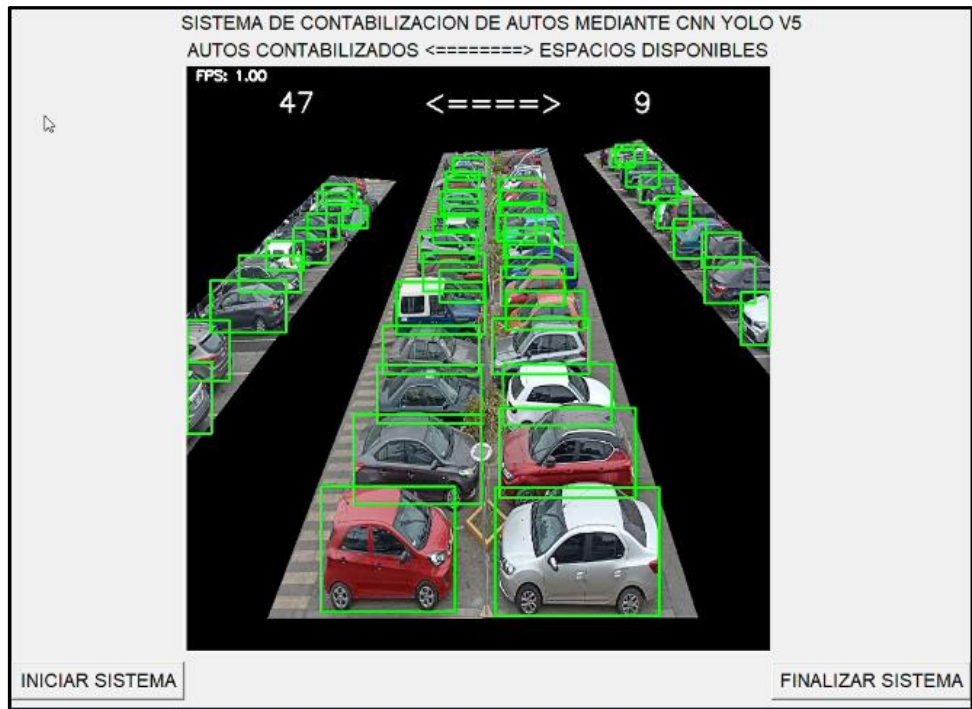 SISTEMA DE CONTABILIZACION DE AUTOS MEDIANTE CNN YOLO V5
AUTOS CONTABILIZADOS <========> ESPACIOS DISPONIBLES
FPS: 1.00
47 <====> 9
INICIAR SISTEMA
FINALIZAR SISTEMA